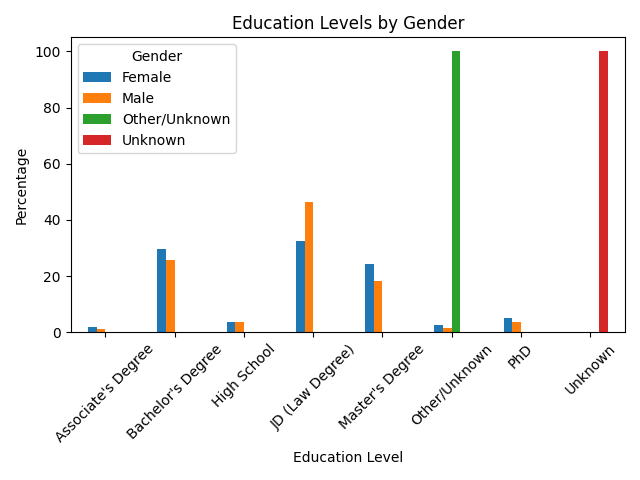 Education Levels by Gender
Gender
Female
Male
Other/Unknown
Unknown
Percentage
100
80
60
40
20
0
Associate's Degree
Bachelor's Degree
High School
JD (Law Degree)
Master's Degree
Other/Unknown
PhD
Unknown
Education Level